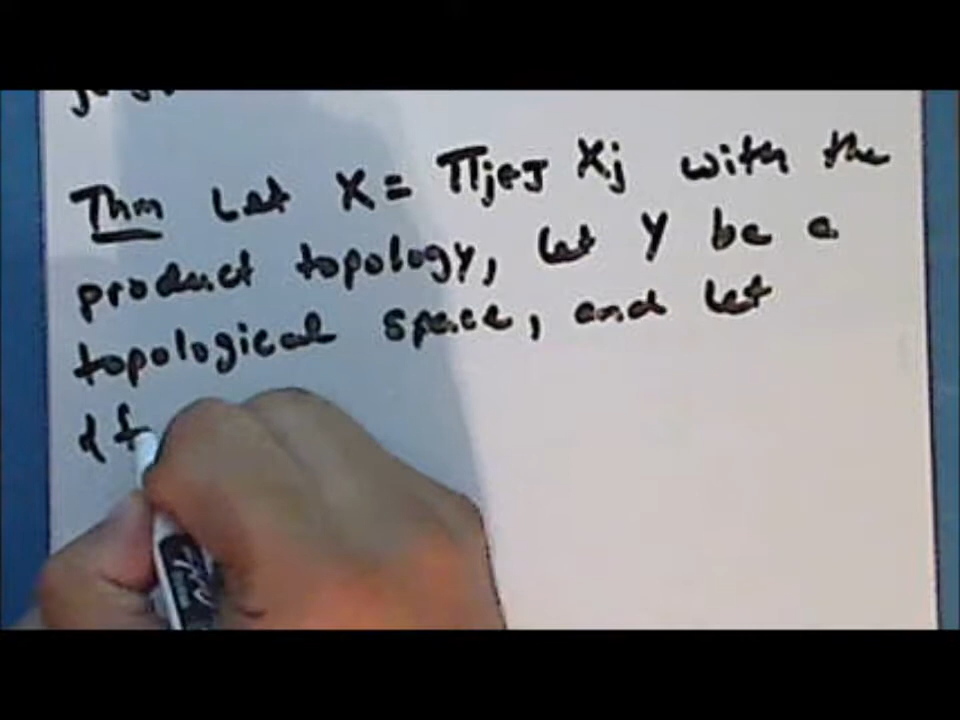 Thm Let X = Π j∈J Xj with the
product topology, let Y be a
topological space, and let
{f